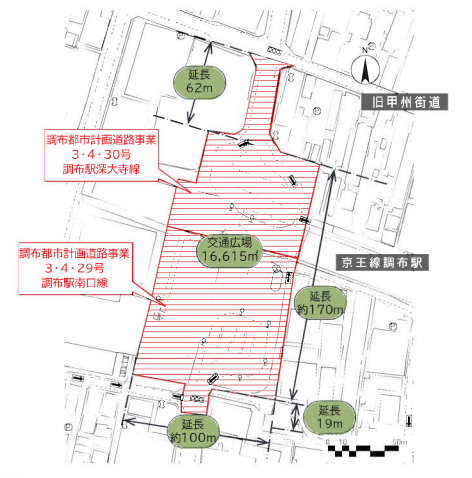 延長
62m
N
旧甲州街道
調布都市計画道路事業
3・4・30号
調布駅深大寺線
交通広場
16,615㎡
調布都市計画道路事業
3・4・29号
調布駅南口線
京王線調布駅
延長
約170m
延長
19m
延長
約100m
0 10 50m